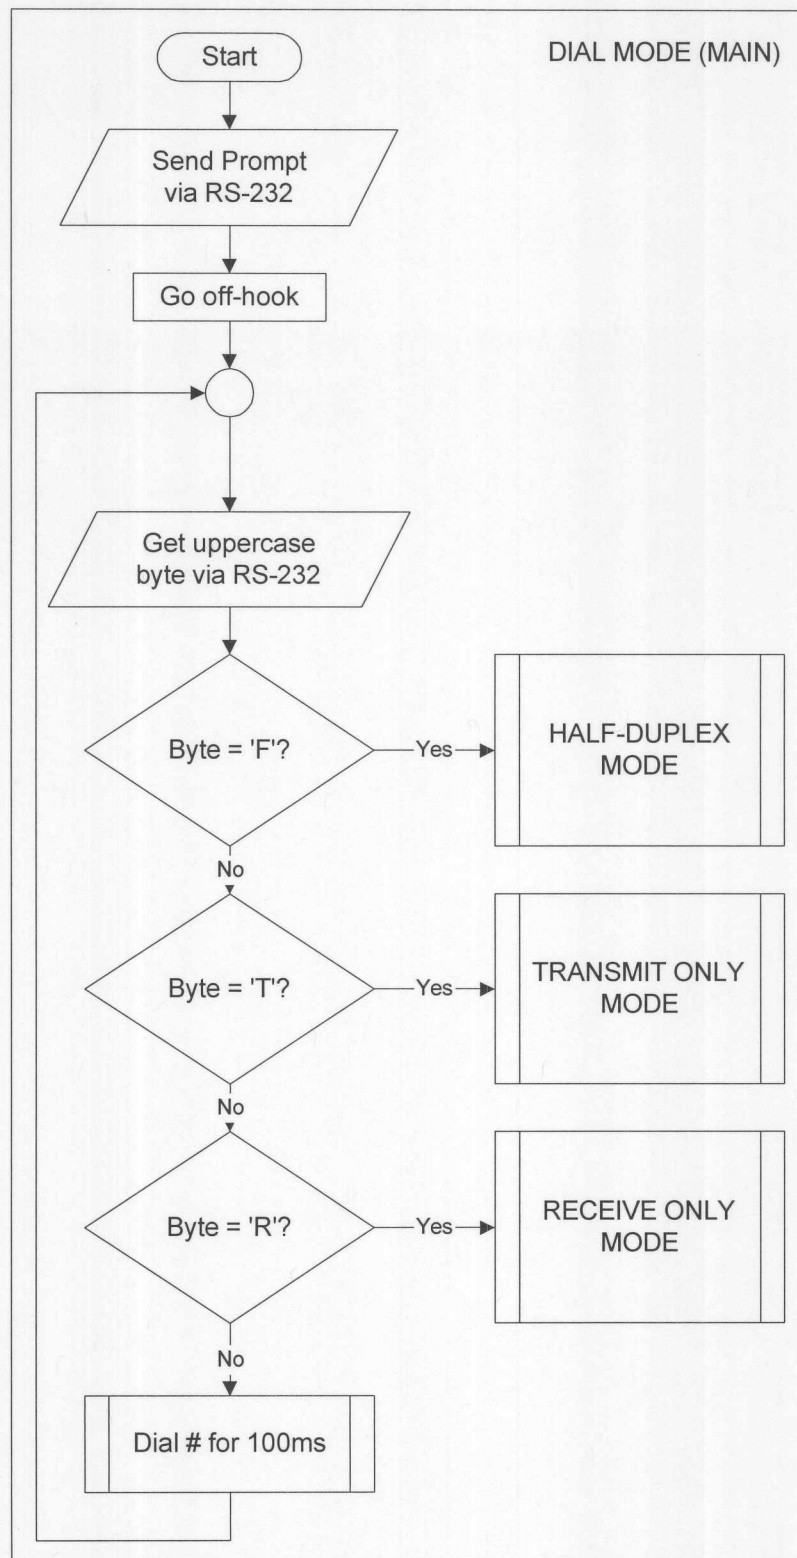 DIAL MODE (MAIN)
Start
Send Prompt
via RS-232
Go off-hook
Get uppercase
byte via RS-232
Byte = 'F'?
Yes
HALF-DUPLEX
MODE
No
Byte = 'T'?
Yes
TRANSMIT ONLY
MODE
No
Byte = 'R'?
Yes
RECEIVE ONLY
MODE
No
Dial # for 100ms